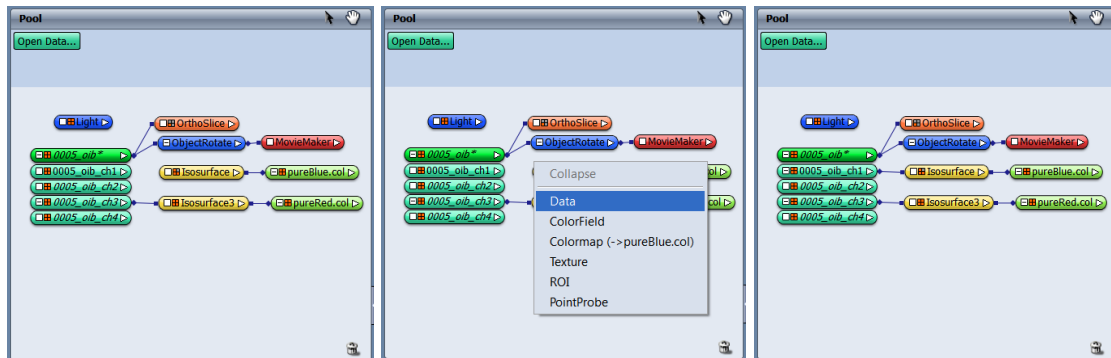 Pool
Open Data...
Light
OrthoSlice
ObjectRotate
MovieMaker
0005_oib*
0005_oib_ch1
Isosurface
pureBlue.col
0005_oib_ch2
0005_oib_ch3
Isosurface3
pureRed.col
0005_oib_ch4
Pool
Open Data...
Light
OrthoSlice
ObjectRotate
MovieMaker
0005_oib*
0005_oib_ch1
col
0005_oib_ch2
0005_oib_ch3
col
0005_oib_ch4
Collapse
Data
ColorField
Colormap (->pureBlue.col)
Texture
ROI
PointProbe
Pool
Open Data...
Light
OrthoSlice
ObjectRotate
MovieMaker
0005_oib*
0005_oib_ch1
Isosurface
pureBlue.col
0005_oib_ch2
0005_oib_ch3
Isosurface3
pureRed.col
0005_oib_ch4